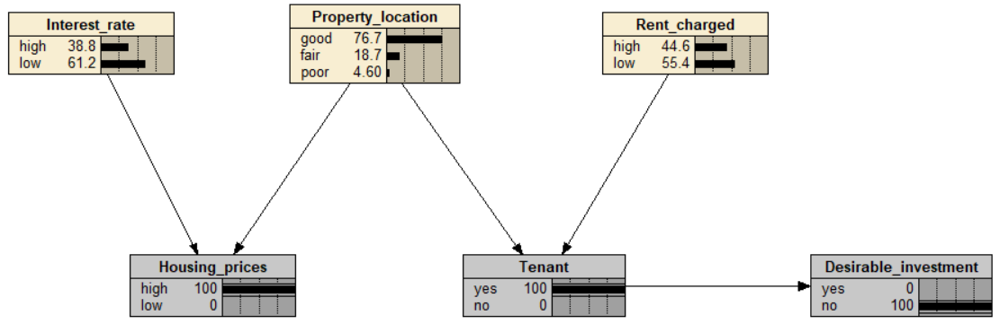 Interest_rate
high 38.8
low 61.2
Property_location
good 76.7
fair 18.7
poor 4.60
Rent_charged
high 44.6
low 55.4
Housing_prices
high 100
low 0
Tenant
yes 100
no 0
Desirable_investment
yes 0
no 100